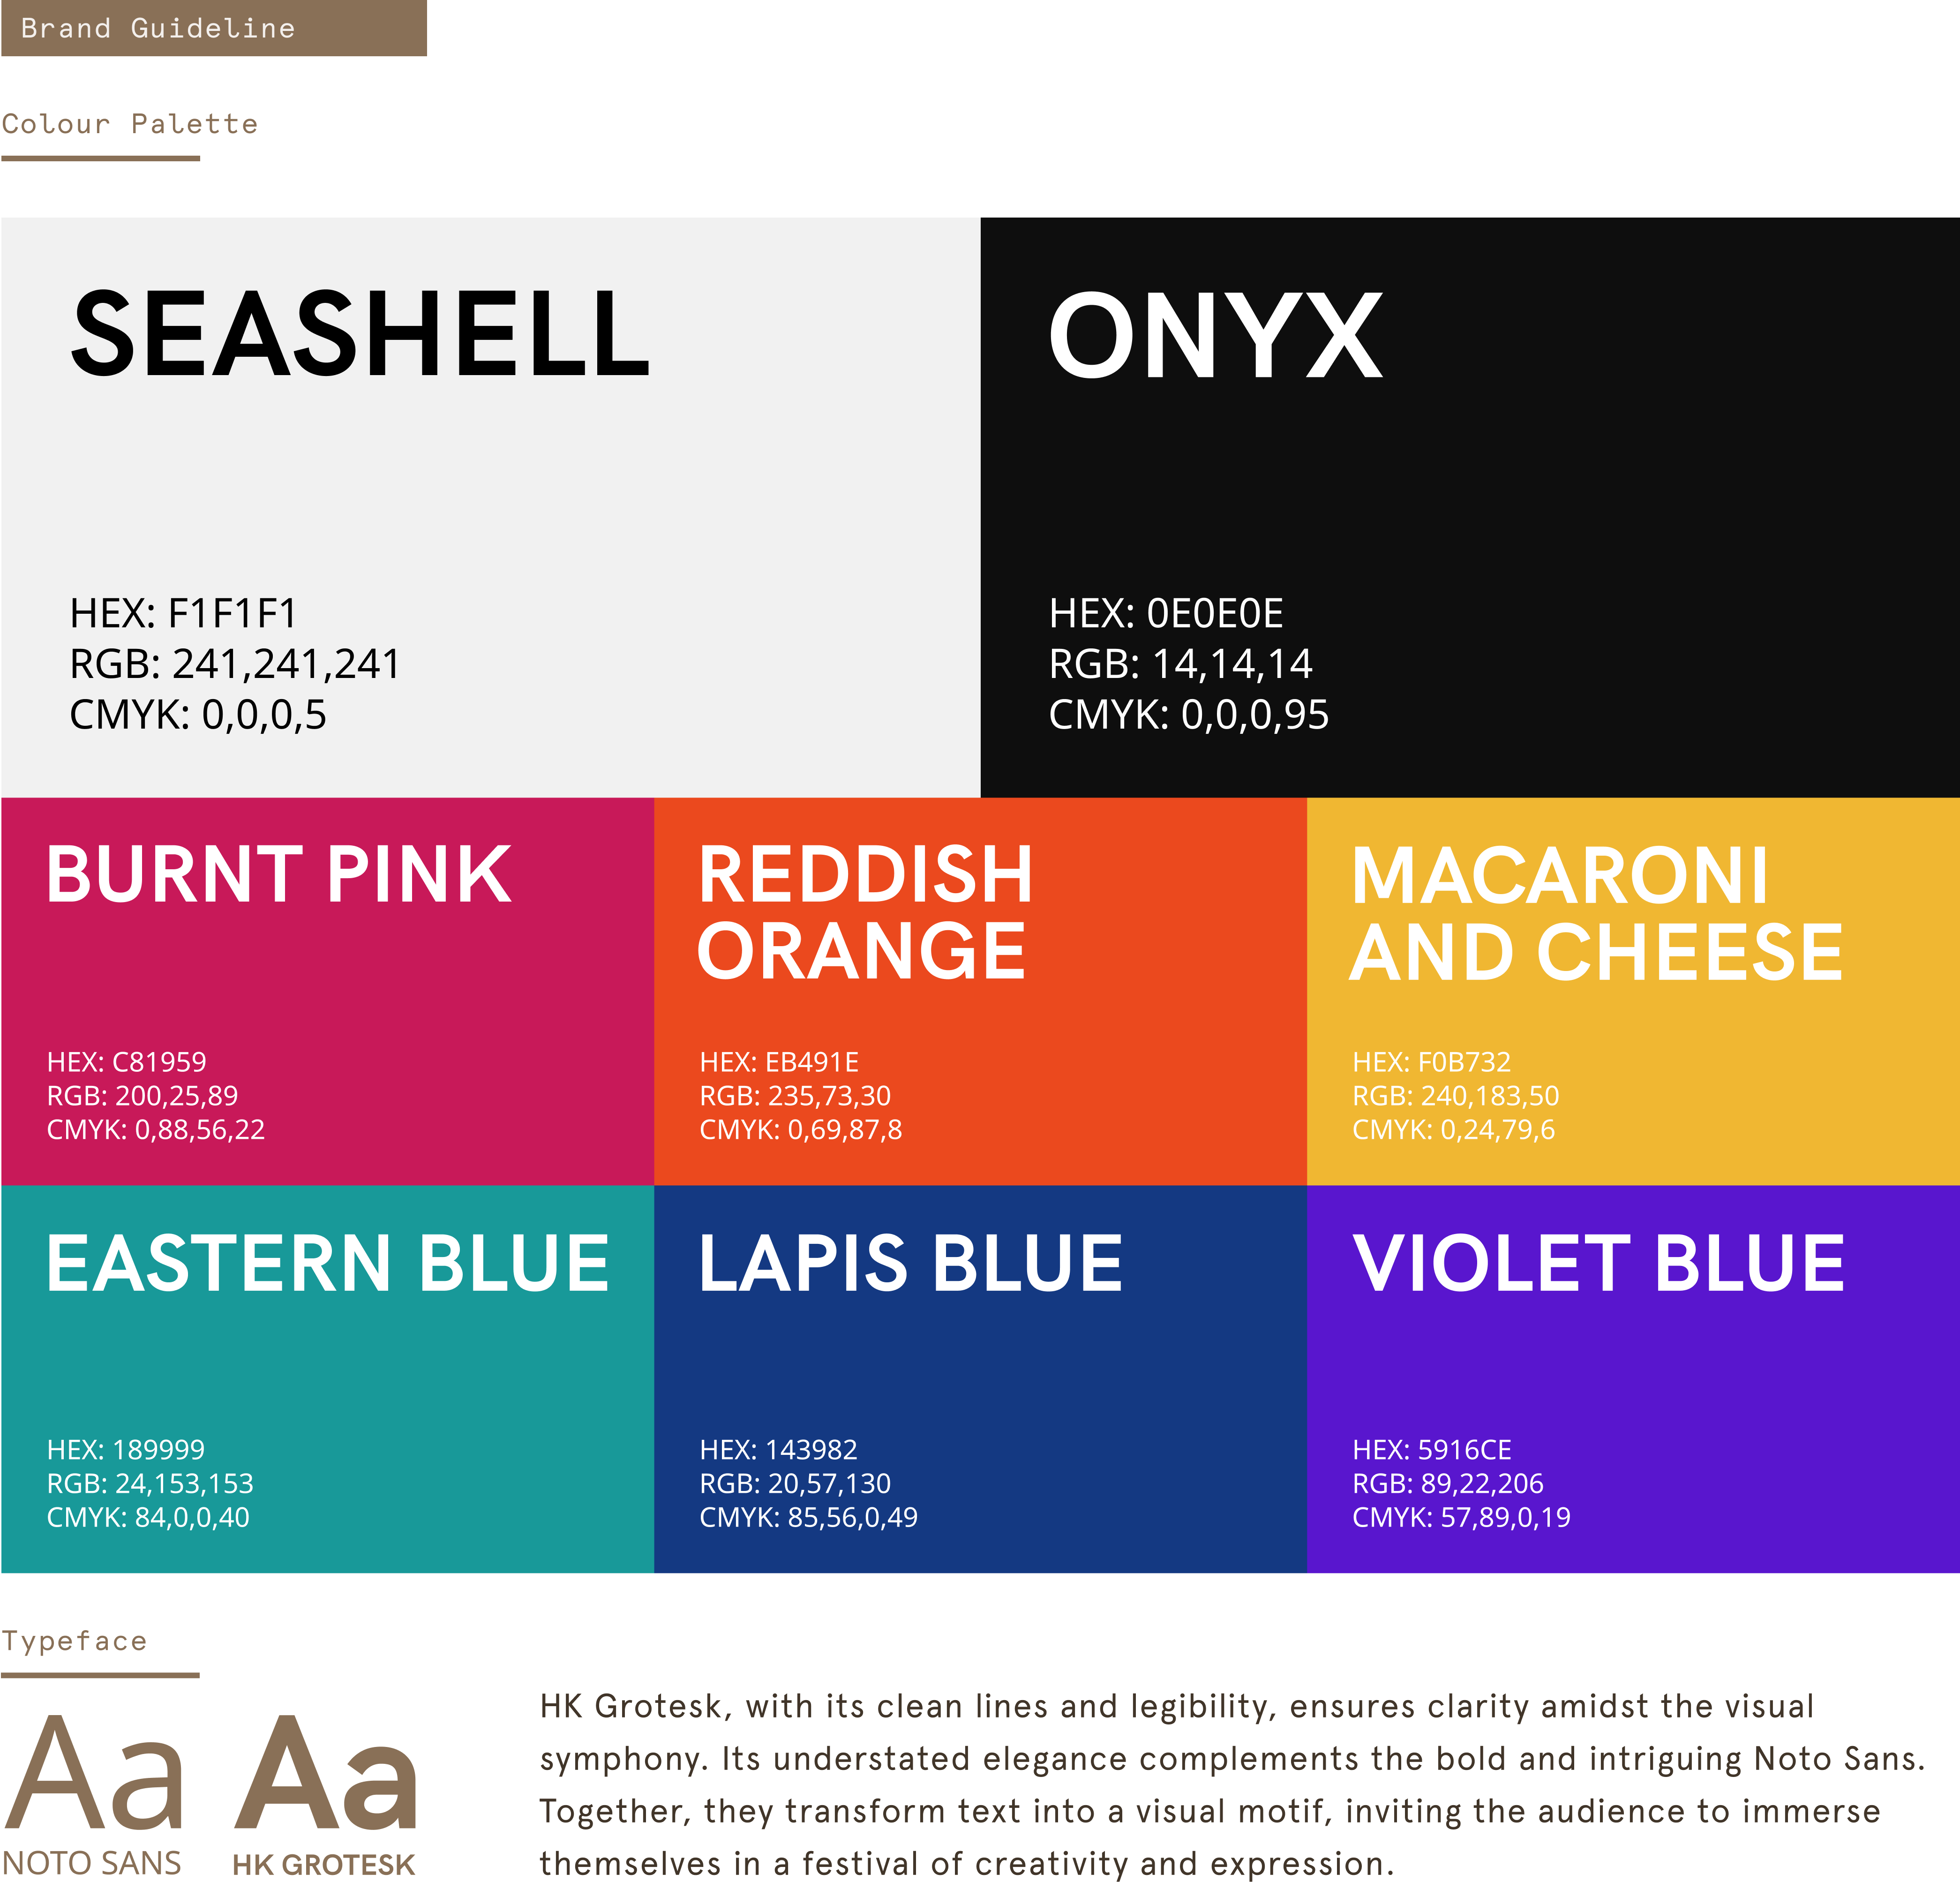 Brand Guideline
Colour Palette
SEASHELL
HEX: F1F1F1
RGB: 241,241,241
CMYK: 0,0,0,5
ONYX
HEX: 0E0E0E
RGB: 14,14,14
CMYK: 0,0,0,95
BURNT PINK
HEX: C81959
RGB: 200,25,89
CMYK: 0,88,56,22
REDDISH
ORANGE
HEX: EB491E
RGB: 235,73,30
CMYK: 0,69,87,8
MACARONI
AND CHEESE
HEX: F0B732
RGB: 240,183,50
CMYK: 0,24,79,6
EASTERN BLUE
HEX: 189999
RGB: 24,153,153
CMYK: 84,0,0,40
LAPIS BLUE
HEX: 143982
RGB: 20,57,130
CMYK: 85,56,0,49
VIOLET BLUE
HEX: 5916CE
RGB: 89,22,206
CMYK: 57,89,0,19
Typeface
Aa
NOTO SANS
Aa
HK GROTESK
HK Grotesk, with its clean lines and legibility, ensures clarity amidst the visual
symphony. Its understated elegance complements the bold and intriguing Noto Sans.
Together, they transform text into a visual motif, inviting the audience to immerse
themselves in a festival of creativity and expression.